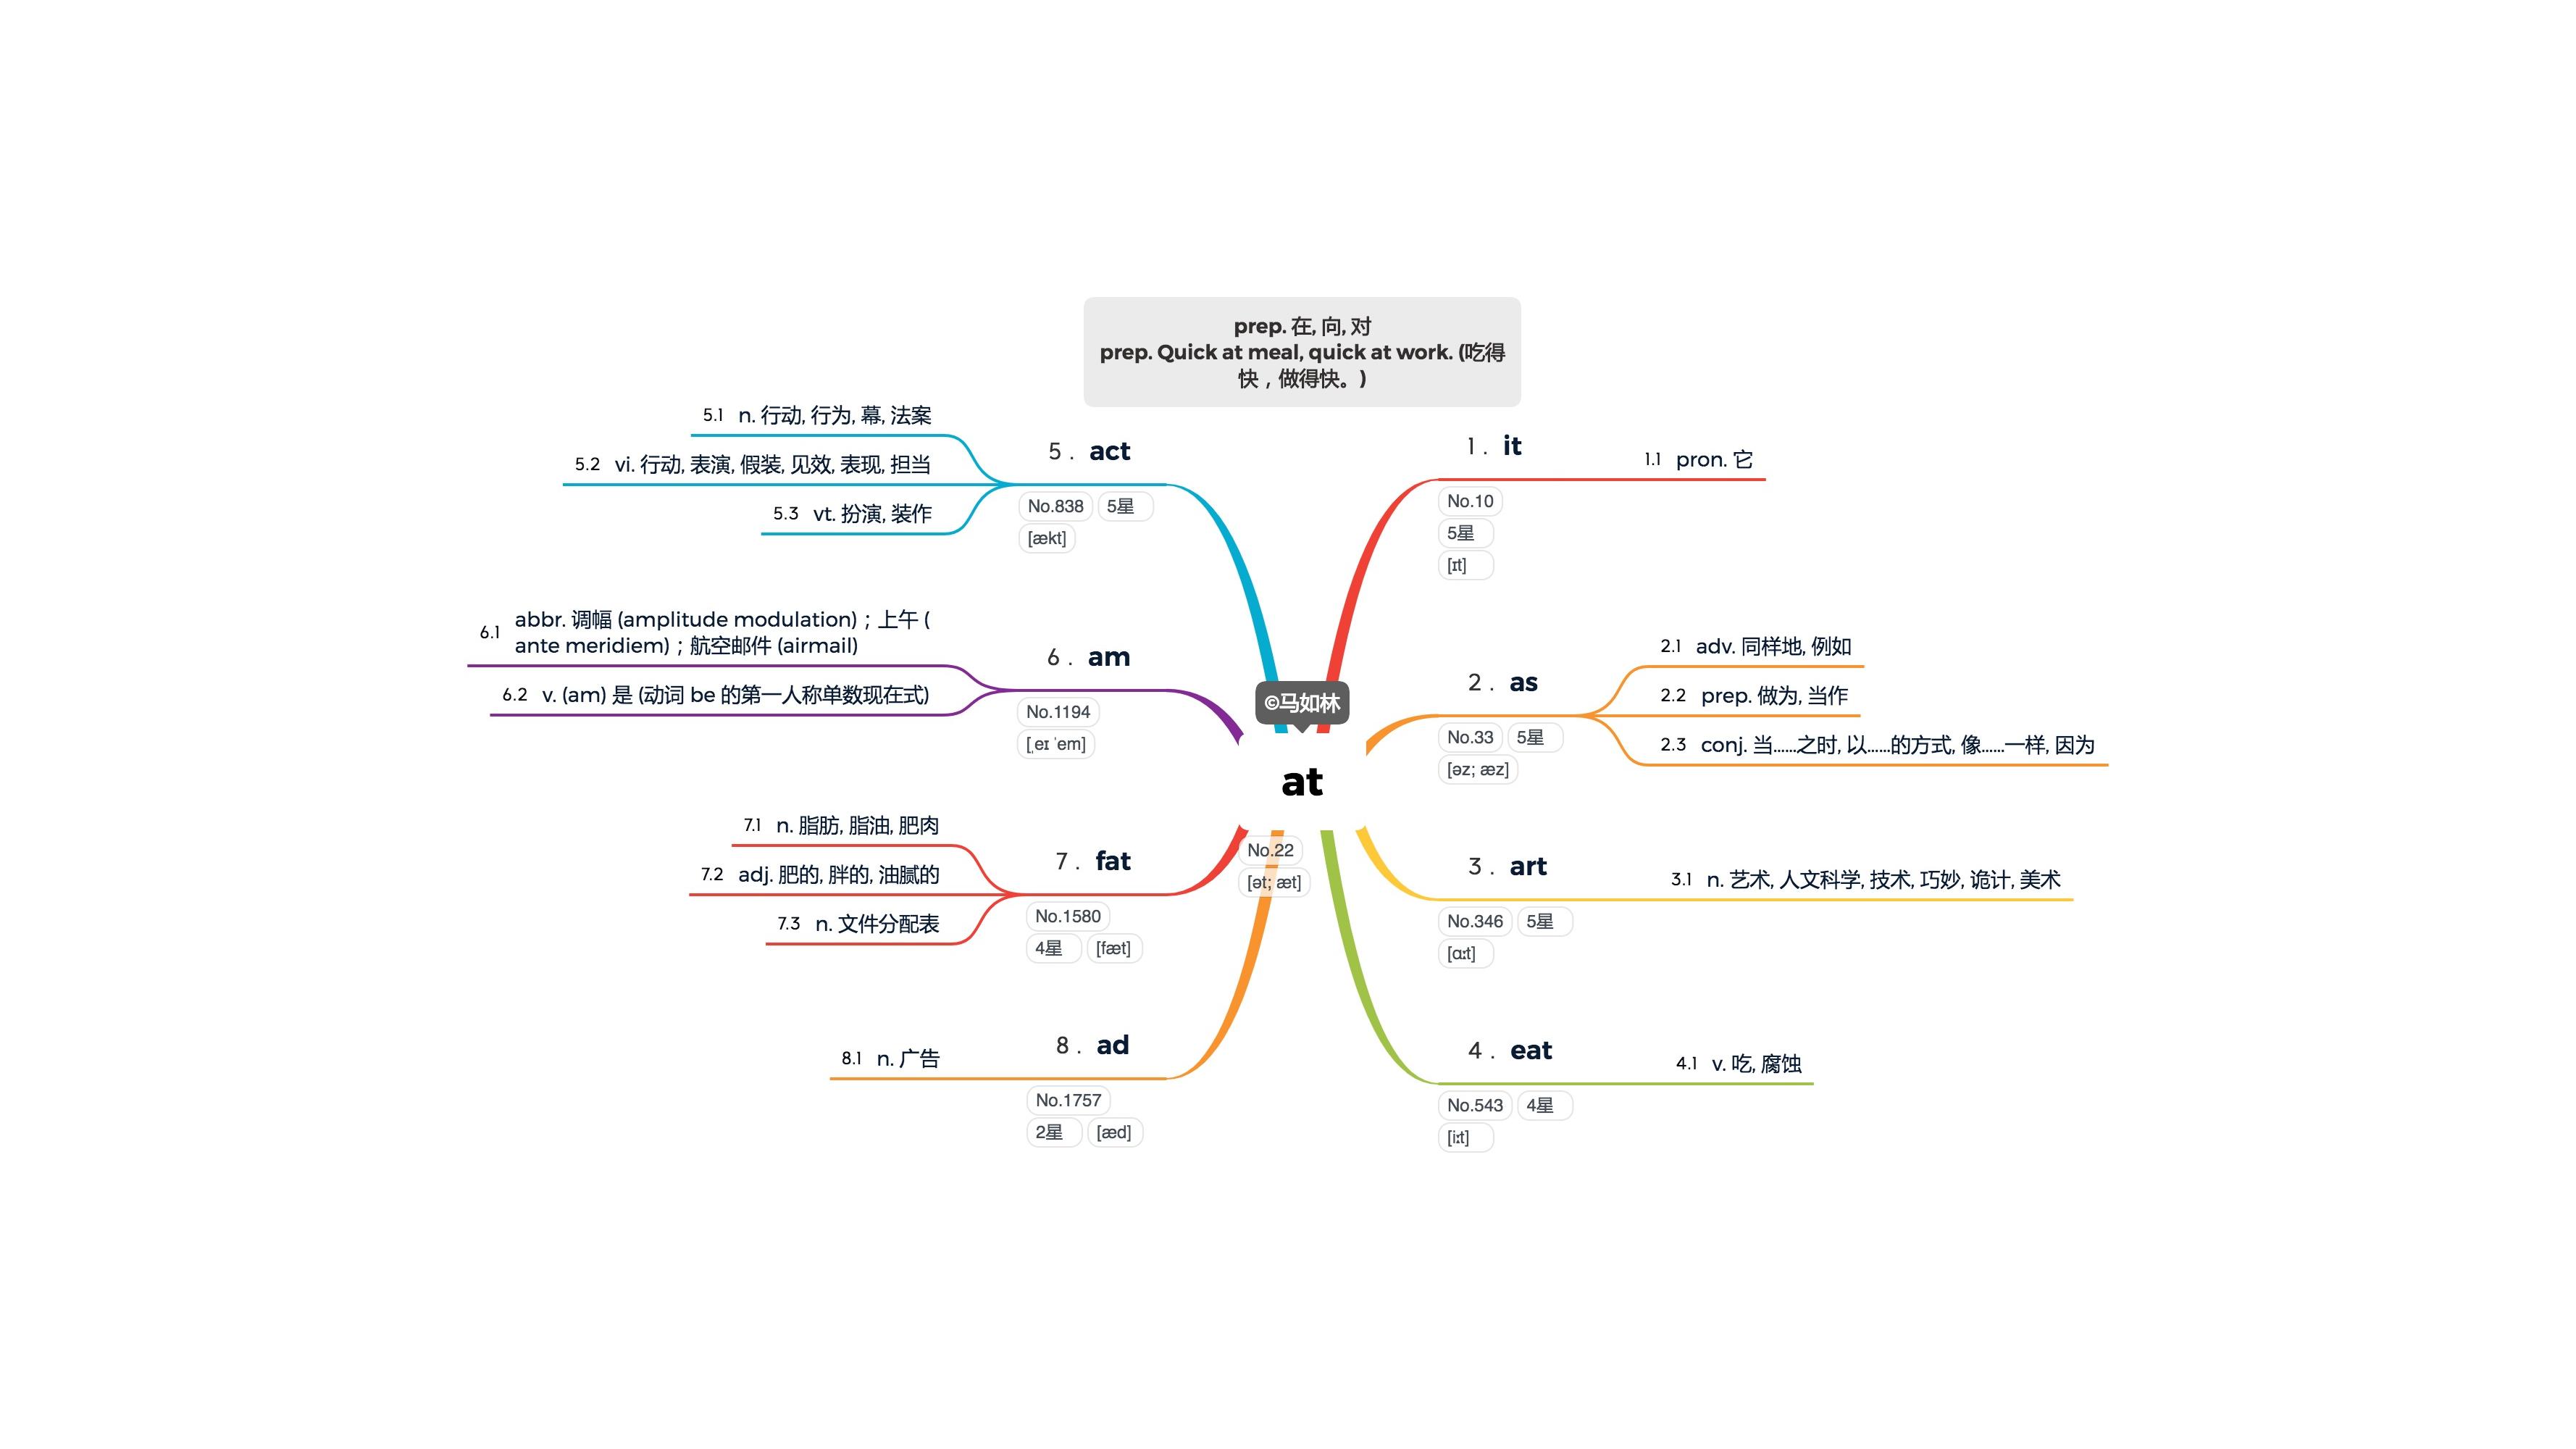 prep. 在, 向, 对
prep. Quick at meal, quick at work. (吃得
快，做得快。)
©马如林
at
No.22
[ət; æt]
1 . it
No.10
5星
[ɪt]
1.1 pron. 它
2 . as
No.33 5星
[əz; æz]
2.1 adv. 同样地, 例如
2.2 prep. 做为, 当作
2.3 conj. 当……之时, 以……的方式, 像……一样, 因为
3 . art
No.346 5星
[ɑːt]
3.1 n. 艺术, 人文科学, 技术, 巧妙, 诡计, 美术
4 . eat
No.543 4星
[iːt]
4.1 v. 吃, 腐蚀
5 . act
No.838 5星
[ækt]
5.1 n. 行动, 行为, 幕, 法案
5.2 vi. 行动, 表演, 假装, 见效, 表现, 担当
5.3 vt. 扮演, 装作
6 . am
No.1194
[ˌeɪ ˈem]
6.1 abbr. 调幅 (amplitude modulation)；上午 (
ante meridiem)；航空邮件 (airmail)
6.2 v. (am) 是 (动词 be 的第一人称单数现在式)
7 . fat
No.1580
4星 [fæt]
7.1 n. 脂肪, 脂油, 肥肉
7.2 adj. 肥的, 胖的, 油腻的
7.3 n. 文件分配表
8 . ad
No.1757
2星 [æd]
8.1 n. 广告